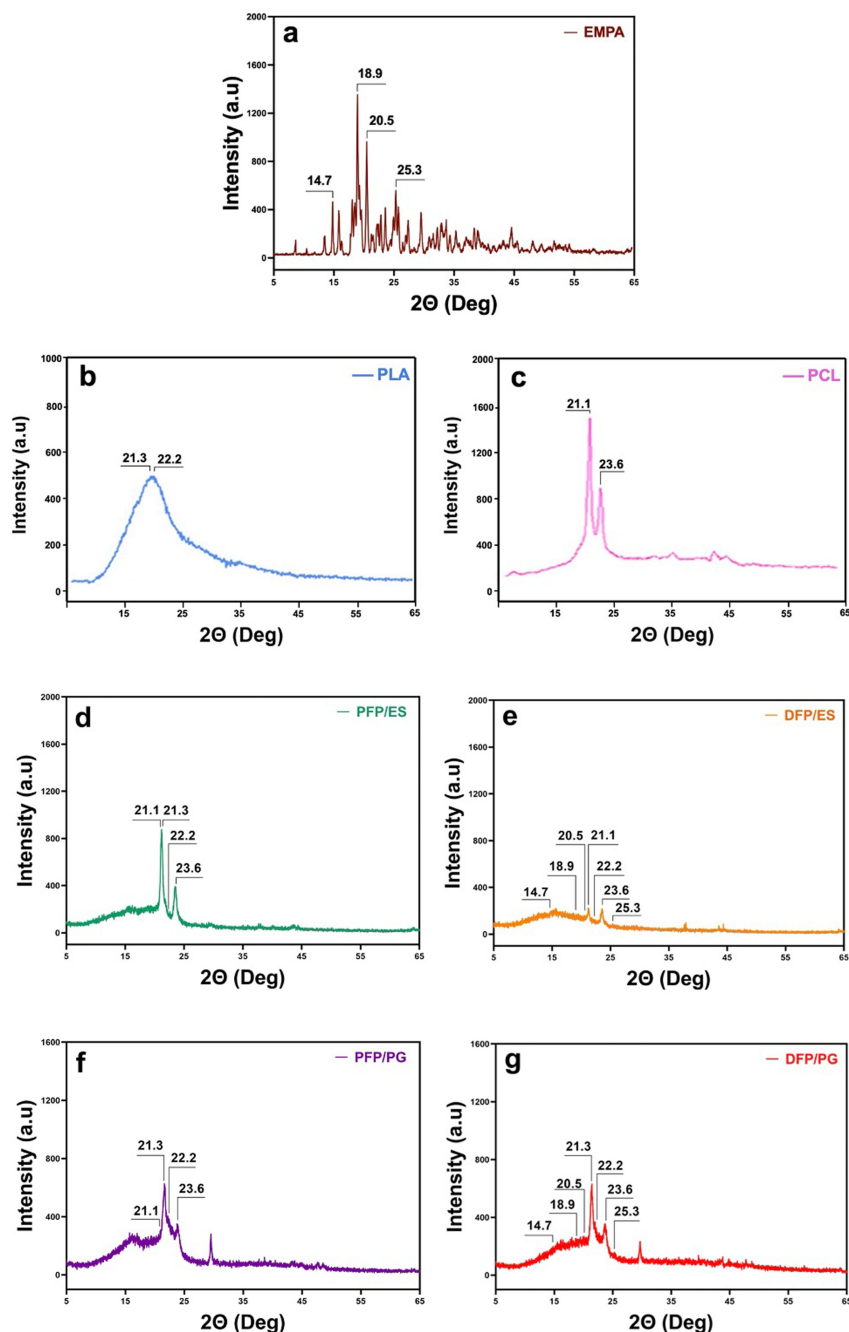 a
EMPA
2000
1600
1200
800
400
0
18.9
20.5
14.7
25.3
Intensity (a.u)
5 15 25 35 45 55 65
2Θ (Deg)
b
PLA
1000
800
600
400
200
0
21.3 22.2
Intensity (a.u)
15 25 35 45 55 65
2Θ (Deg)
c
PCL
2000
1600
1200
800
400
0
21.1
23.6
Intensity (a.u)
5 15 25 35 45 55 65
2Θ (Deg)
d
PFP/ES
2000
1600
1200
800
400
0
21.1 21.3
22.2
23.6
Intensity (a.u)
5 15 25 35 45 55 65
2Θ (Deg)
e
DFP/ES
2000
1600
1200
800
400
0
20.5 21.1
18.9 22.2
14.7 23.6
25.3
Intensity (a.u)
5 15 25 35 45 55 65
2Θ (Deg)
f
PFP/PG
1600
1200
800
400
0
21.3
22.2
21.1 23.6
Intensity (a.u)
5 15 25 35 45 55 65
2Θ (Deg)
g
DFP/PG
1600
1200
800
400
0
21.3
22.2
20.5 23.6
18.9
14.7 25.3
Intensity (a.u)
5 15 25 35 45 55 65
2Θ (Deg)